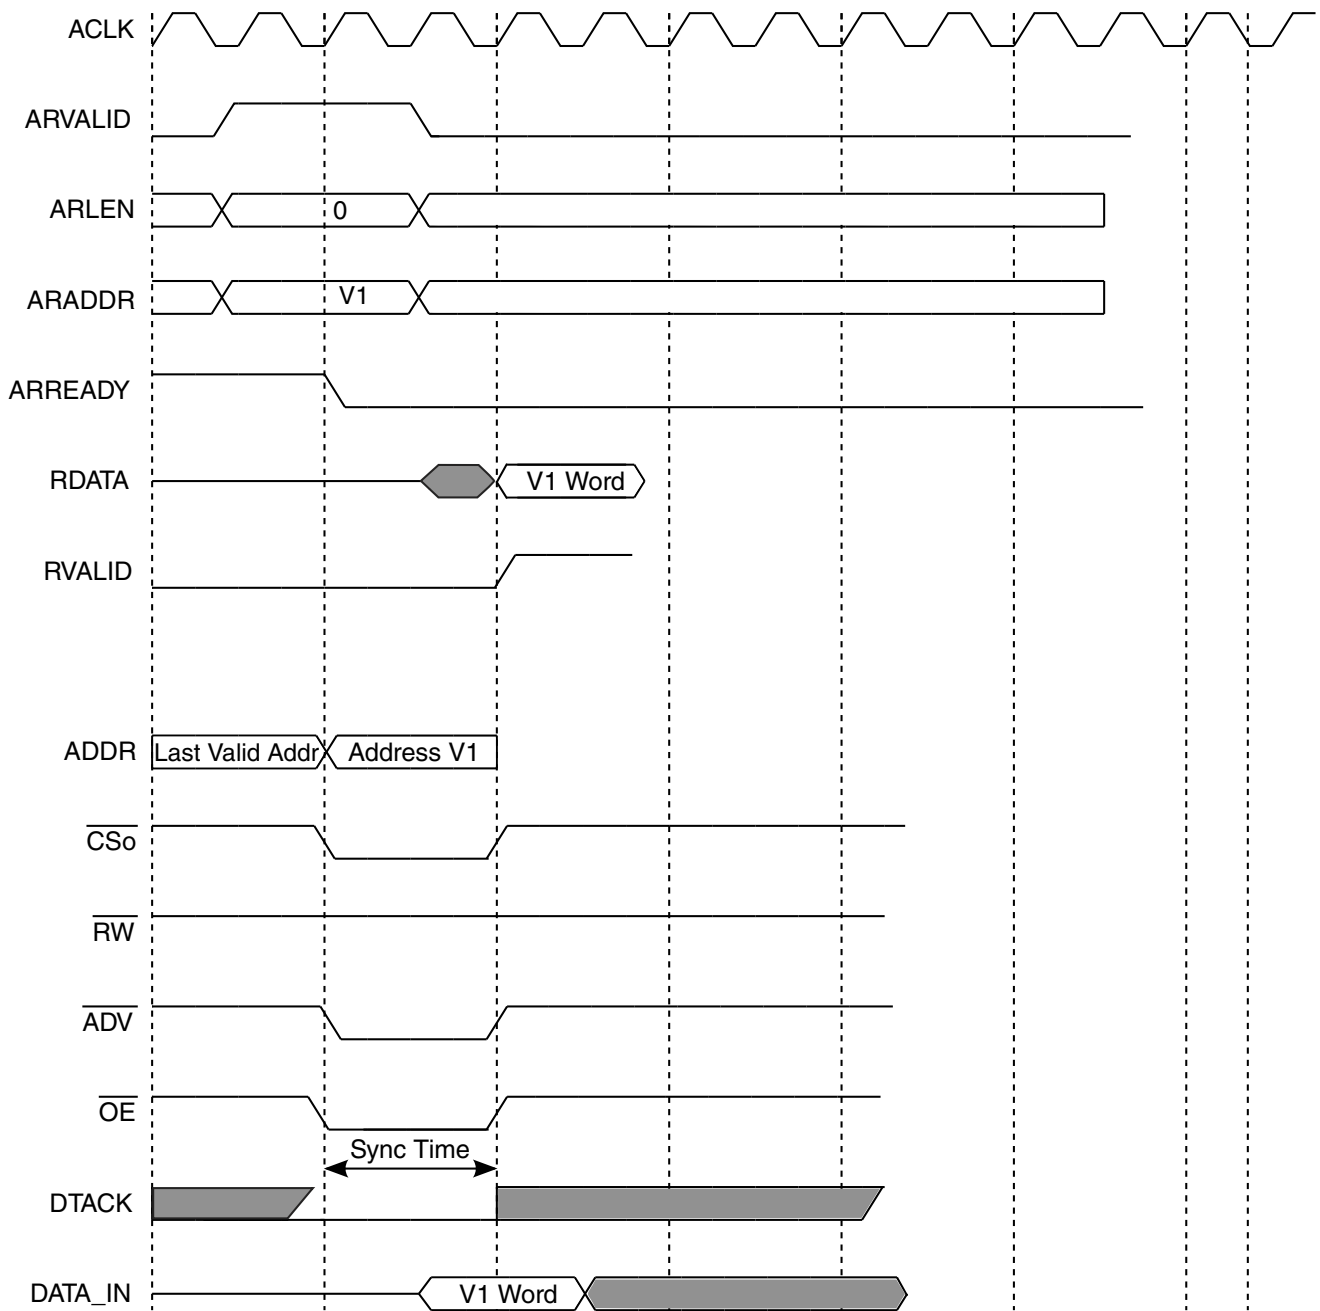 ACLK
ARVALID
ARLEN 0
ARADDR V1
ARREADY
RDATA V1 Word
RVALID
ADDR Last Valid Addr Address V1
CSo
RW
ADV
OE
Sync Time
DTACK
DATA_IN V1 Word